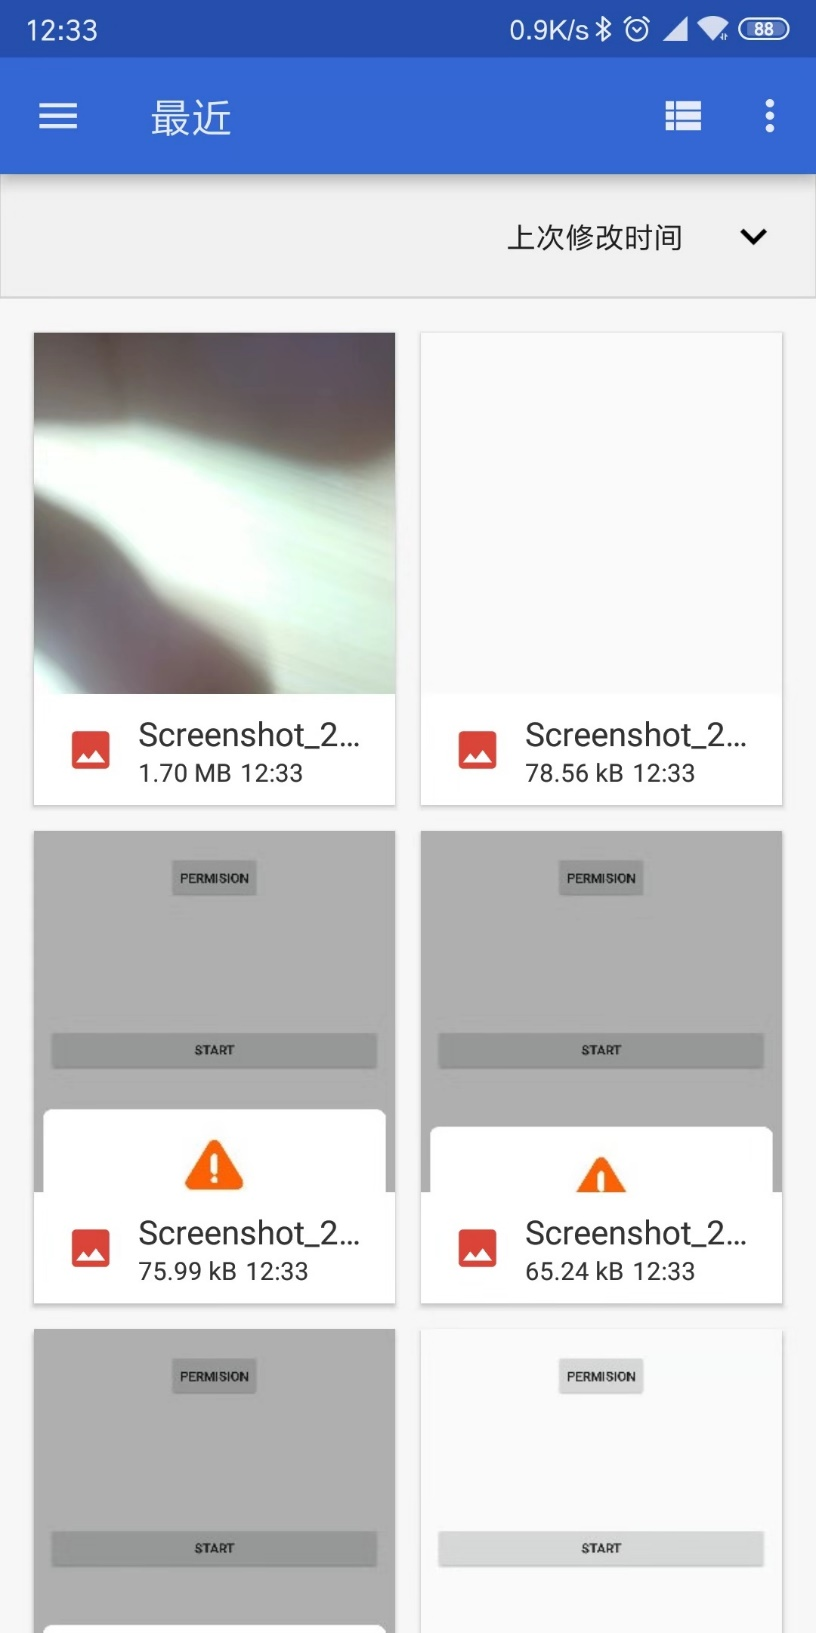 12:33 0.9K/s 88
最近
上次修改时间
Screenshot_2...
1.70 MB 12:33
Screenshot_2...
78.56 kB 12:33
PERMISION
START
Screenshot_2...
75.99 kB 12:33
PERMISION
START
Screenshot_2...
65.24 kB 12:33
PERMISION
START
PERMISION
START